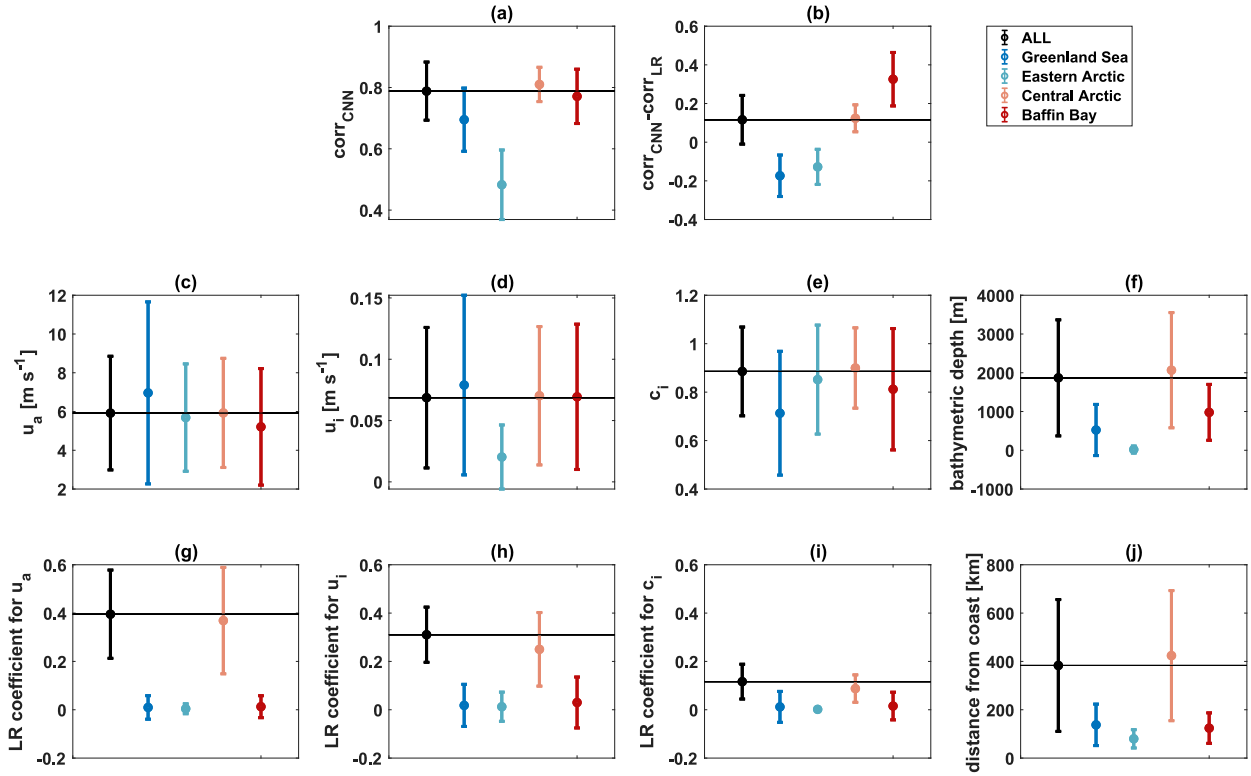 (a)
corr_CNN
1
0.8
0.6
0.4
(b)
corr_CNN-corr_LR
0.6
0.4
0.2
0
-0.2
-0.4
ALL
Greenland Sea
Eastern Arctic
Central Arctic
Baffin Bay
(c)
u_a [m s^-1]
12
10
8
6
4
2
(d)
u_i [m s^-1]
0.15
0.1
0.05
0
(e)
c_i
1.2
1
0.8
0.6
0.4
(f)
bathymetric depth [m]
4000
3000
2000
1000
0
-1000
(g)
LR coefficient for u_a
0.6
0.4
0.2
0
-0.2
(h)
LR coefficient for u_i
0.6
0.4
0.2
0
-0.2
(i)
LR coefficient for c_i
0.6
0.4
0.2
0
-0.2
(j)
distance from coast [km]
800
600
400
200
0